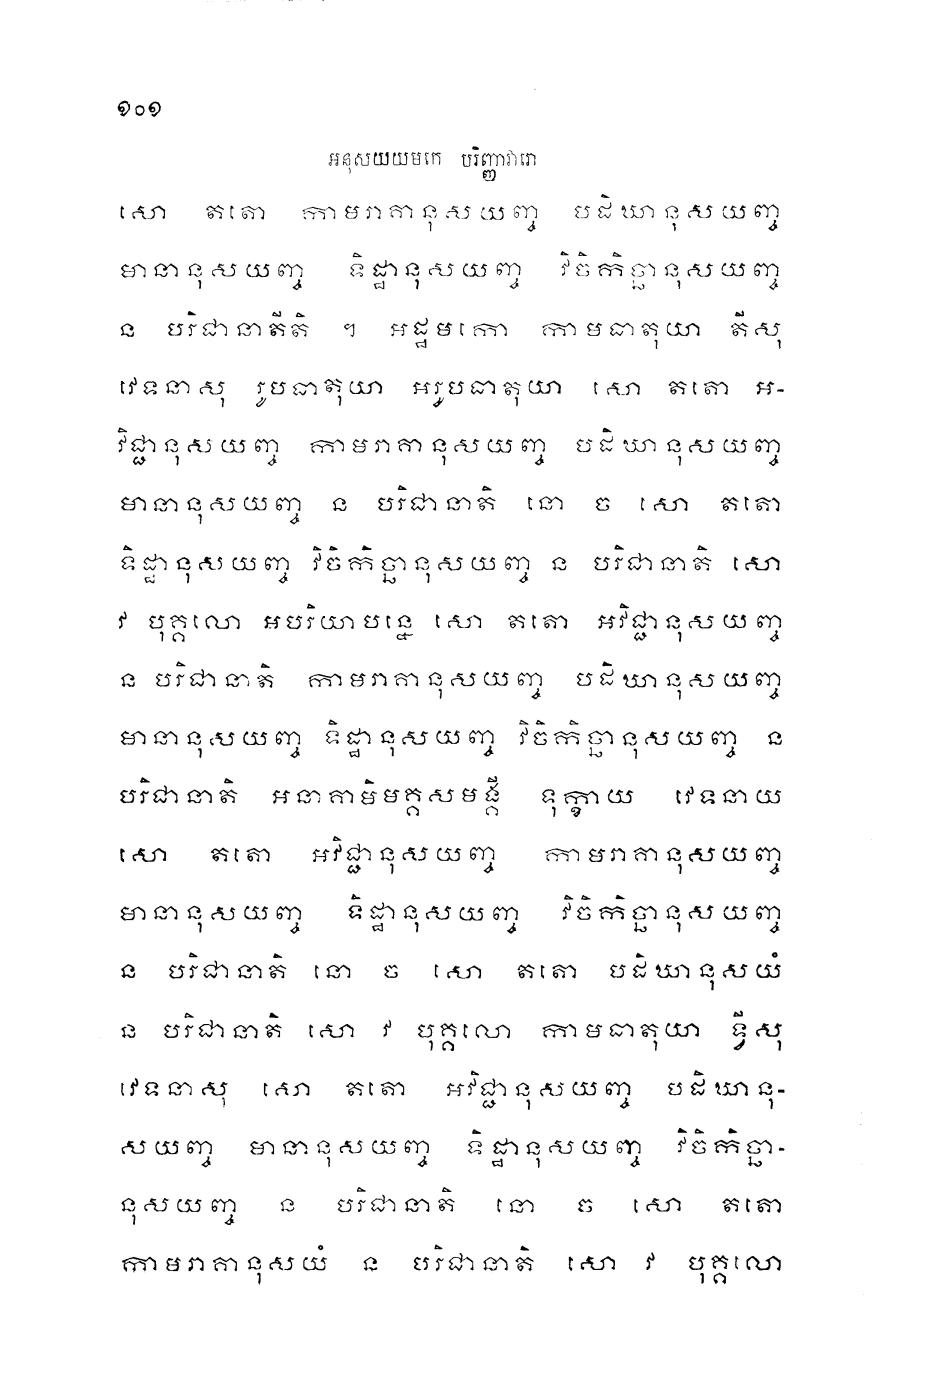 ១០១
អនុសយយមកេ បរិញ្ញាវារោ
សោ តតោ កាមរាគានុសយញ្ច បដិឃានុសយញ្ច
មានានុសយញ្ច ទិដ្ឋានុសយញ្ច វិចិកិច្ឆានុសយញ្ច
ន បរិជានាតីតិ ។ អដ្ឋមកោ កាមធាតុយា តីសុ
វេទនាសុ រូបធាតុយា អរូបធាតុយា សោ តតោ អ-
វិជ្ជានុសយញ្ច កាមរាគានុសយញ្ច បដិឃានុសយញ្ច
មានានុសយញ្ច ន បរិជានាតិ នោ ច សោ តតោ
ទិដ្ឋានុសយញ្ច វិចិកិច្ឆានុសយញ្ច ន បរិជានាតិ សោ
វ បុគ្គលោ អបរិយាបន្នេ សោ តតោ អវិជ្ជានុសយញ្ច
ន បរិជានាតិ កាមរាគានុសយញ្ច បដិឃានុសយញ្ច
មានានុសយញ្ច ទិដ្ឋានុសយញ្ច វិចិកិច្ឆានុសយញ្ច ន
បរិជានាតិ អនាគាមិមគ្គសមង្គី ទុក្ខាយ វេទនាយ
សោ តតោ អវិជ្ជានុសយញ្ច កាមរាគានុសយញ្ច
មានានុសយញ្ច ទិដ្ឋានុសយញ្ច វិចិកិច្ឆានុសយញ្ច
ន បរិជានាតិ នោ ច សោ តតោ បដិឃានុសយំ
ន បរិជានាតិ សោ វ បុគ្គលោ កាមធាតុយា ទ្វីសុ
វេទនាសុ សោ តតោ អវិជ្ជានុសយញ្ច បដិឃានុ-
សយញ្ច មានានុសយញ្ច ទិដ្ឋានុសយញ្ច វិចិកិច្ឆា-
នុសយញ្ច ន បរិជានាតិ នោ ច សោ តតោ
កាមរាគានុសយំ ន បរិជានាតិ សោ វ បុគ្គលោ